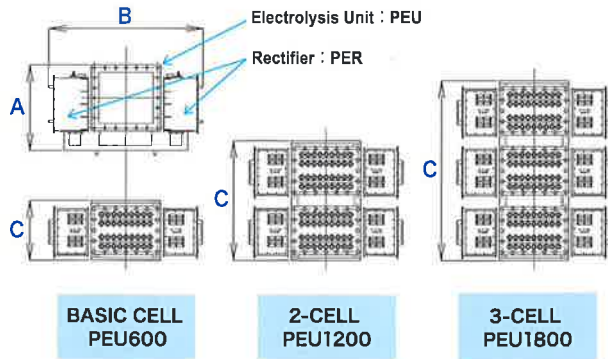 B
Electrolysis Unit : PEU
Rectifier : PER
A
C
C
C
BASIC CELL
PEU600
2-CELL
PEU1200
3-CELL
PEU1800